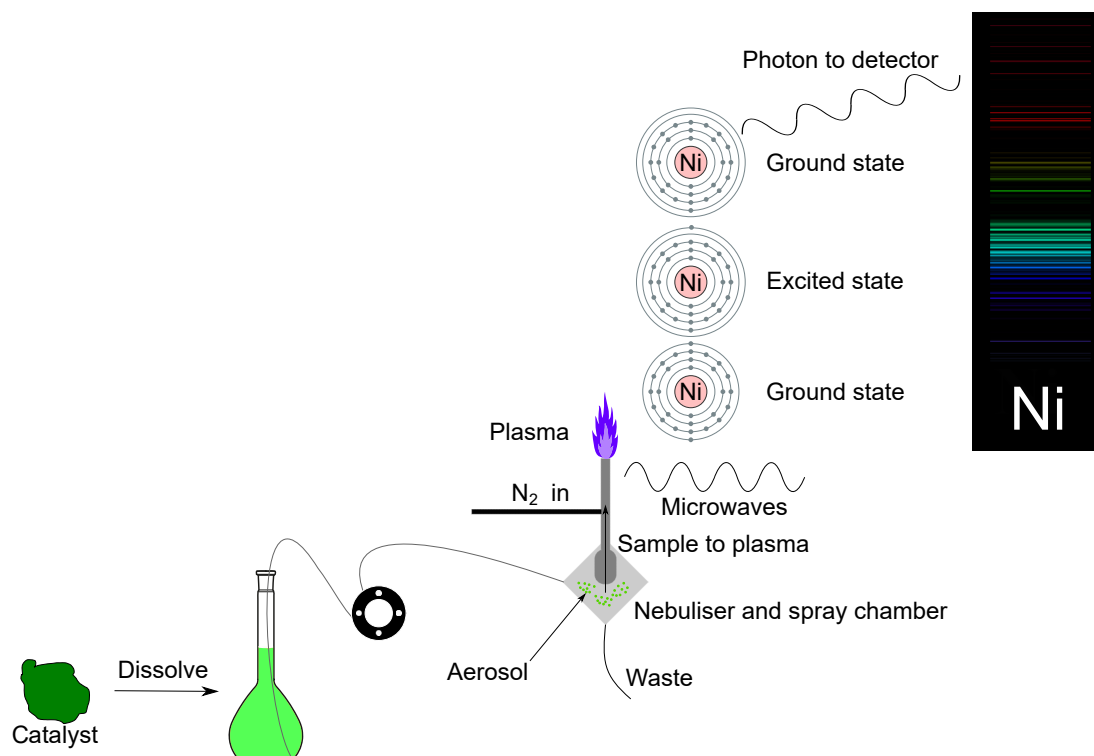 Photon to detector
Ni
Ground state
Ni
Excited state
Ni
Ground state
Ni
Plasma
N2 in
Microwaves
Sample to plasma
Nebuliser and spray chamber
Aerosol
Waste
Dissolve
Catalyst